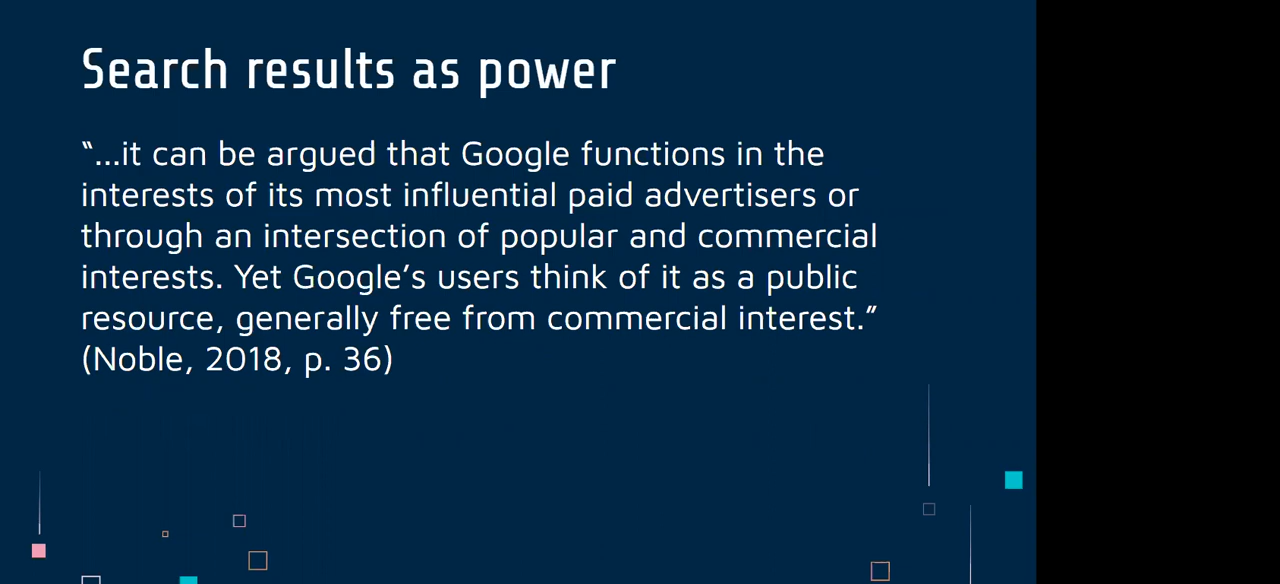 Search results as power
“...it can be argued that Google functions in the
interests of its most influential paid advertisers or
through an intersection of popular and commercial
interests. Yet Google’s users think of it as a public
resource, generally free from commercial interest.”
(Noble, 2018, p. 36)